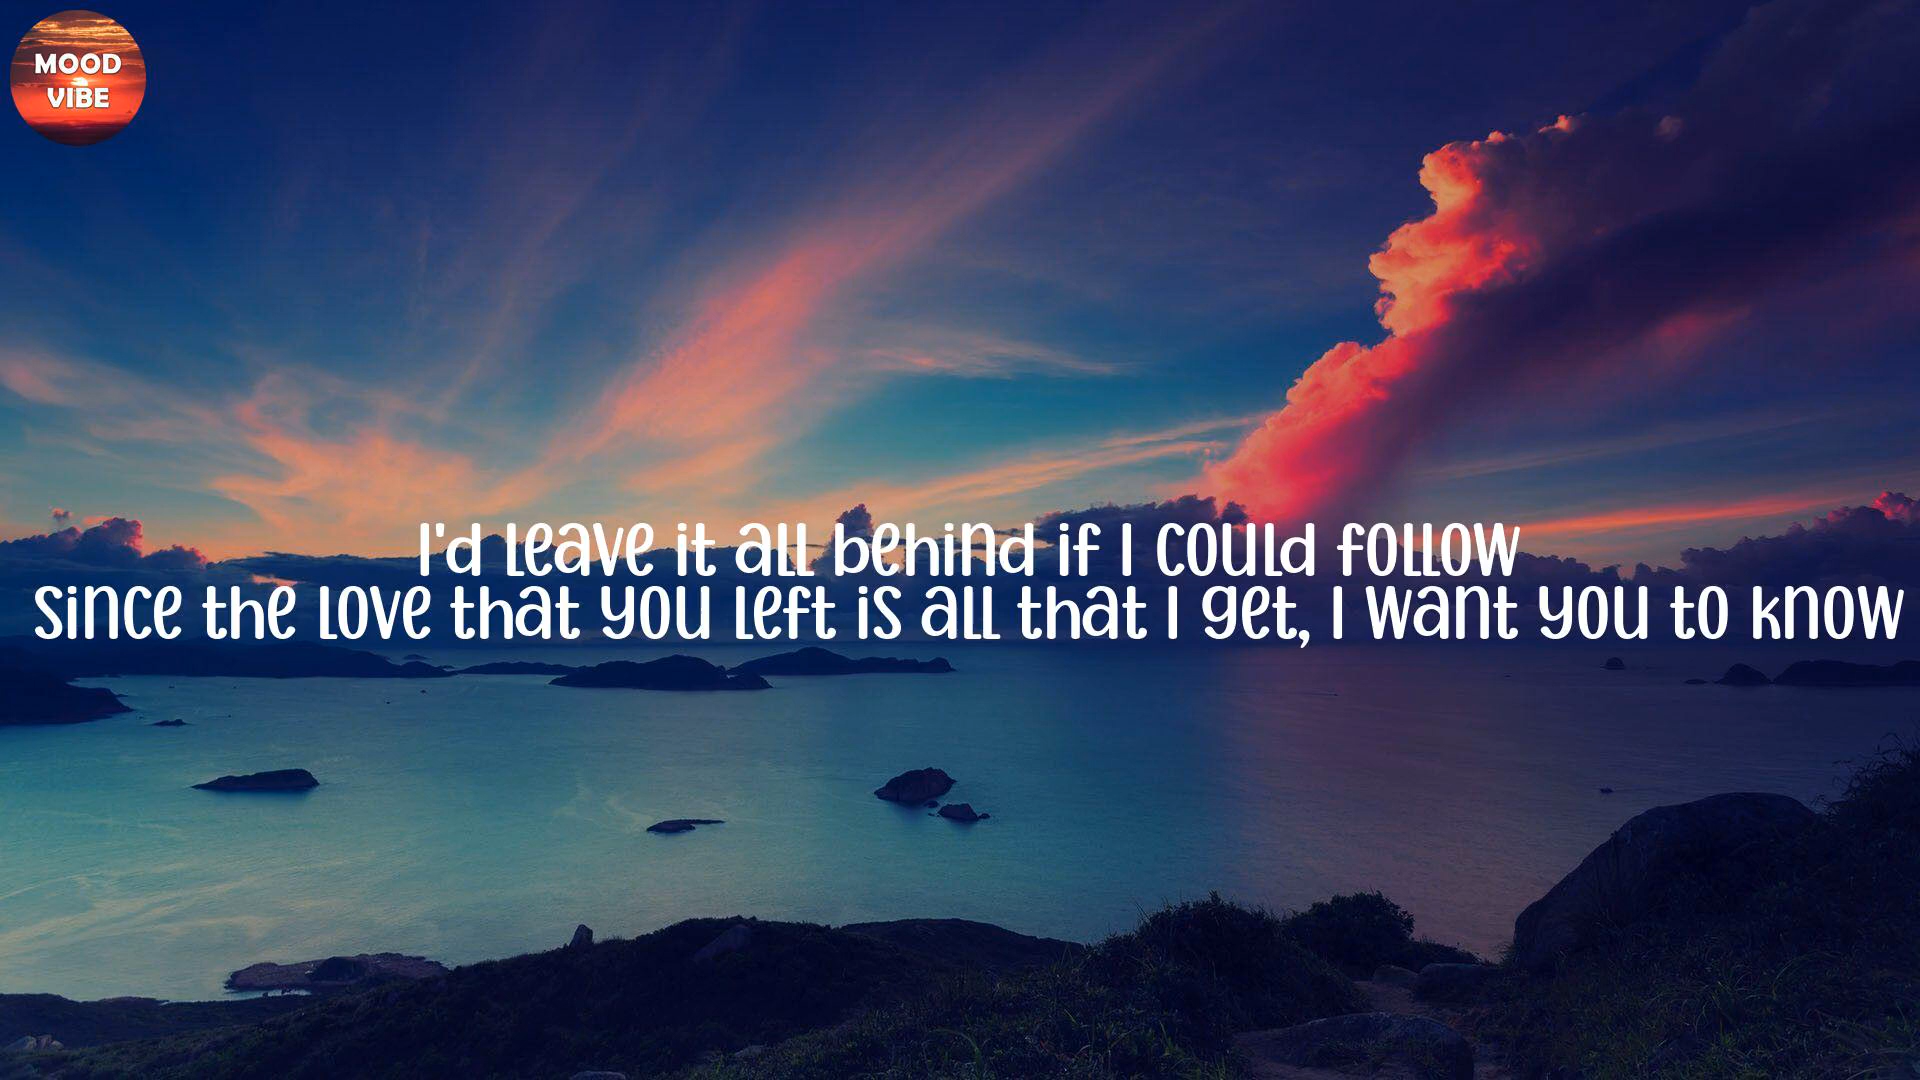 MOOD
VIBE
I'd leave it all behind if I could follow
since the love that you left is all that I get, I want you to know